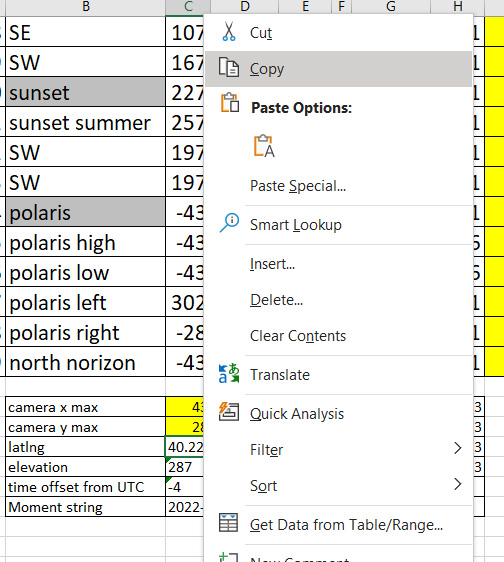 B C D E F G H
SE 107 1
SW 167 1
sunset 227 1
sunset summer 257 1
SW 197 1
SW 197 1
polaris -43 1
polaris high -43 6
polaris low -43 6
polaris left 302 1
polaris right -28 1
north norizon -43 1
camera x max 43 3
camera y max 28 3
latlng 40.22 3
elevation 287 3
time offset from UTC -4
Moment string 2022-
Cut
Copy
Paste Options:
Paste Special...
Smart Lookup
Insert...
Delete...
Clear Contents
Translate
Quick Analysis
Filter
Sort
Get Data from Table/Range...
New Comment